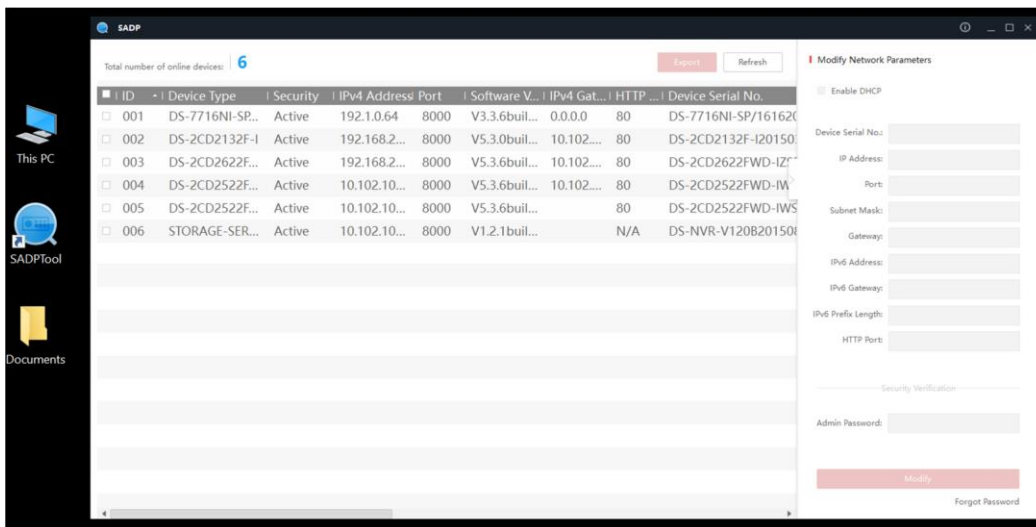 SADP
Total number of online devices: 6
Export
Refresh
ID Device Type Security IPv4 Address Port Software V... IPv4 Gat... HTTP ... Device Serial No.
001 DS-7716NI-SP... Active 192.1.0.64 8000 V3.3.6buil... 0.0.0.0 80 DS-7716NI-SP/161620
002 DS-2CD2132F-I Active 192.168.2... 8000 V5.3.0buil... 10.102.... 80 DS-2CD2132F-I20150
003 DS-2CD2622F... Active 192.168.2... 8000 V5.3.6buil... 10.102.... 80 DS-2CD2622FWD-IZS
004 DS-2CD2522F... Active 10.102.10... 8000 V5.3.6buil... 10.102.... 80 DS-2CD2522FWD-IW
005 DS-2CD2522F... Active 10.102.10... 8000 V5.3.6buil... 80 DS-2CD2522FWD-IWS
006 STORAGE-SER... Active 10.102.10... 8000 V1.2.1buil... N/A DS-NVR-V120B201508
This PC
SADPTool
Documents
Modify Network Parameters
Enable DHCP
Device Serial No.:
IP Address:
Port:
Subnet Mask:
Gateway:
IPv6 Address:
IPv6 Gateway:
IPv6 Prefix Length:
HTTP Port:
Security Verification
Admin Password:
Modify
Forgot Password